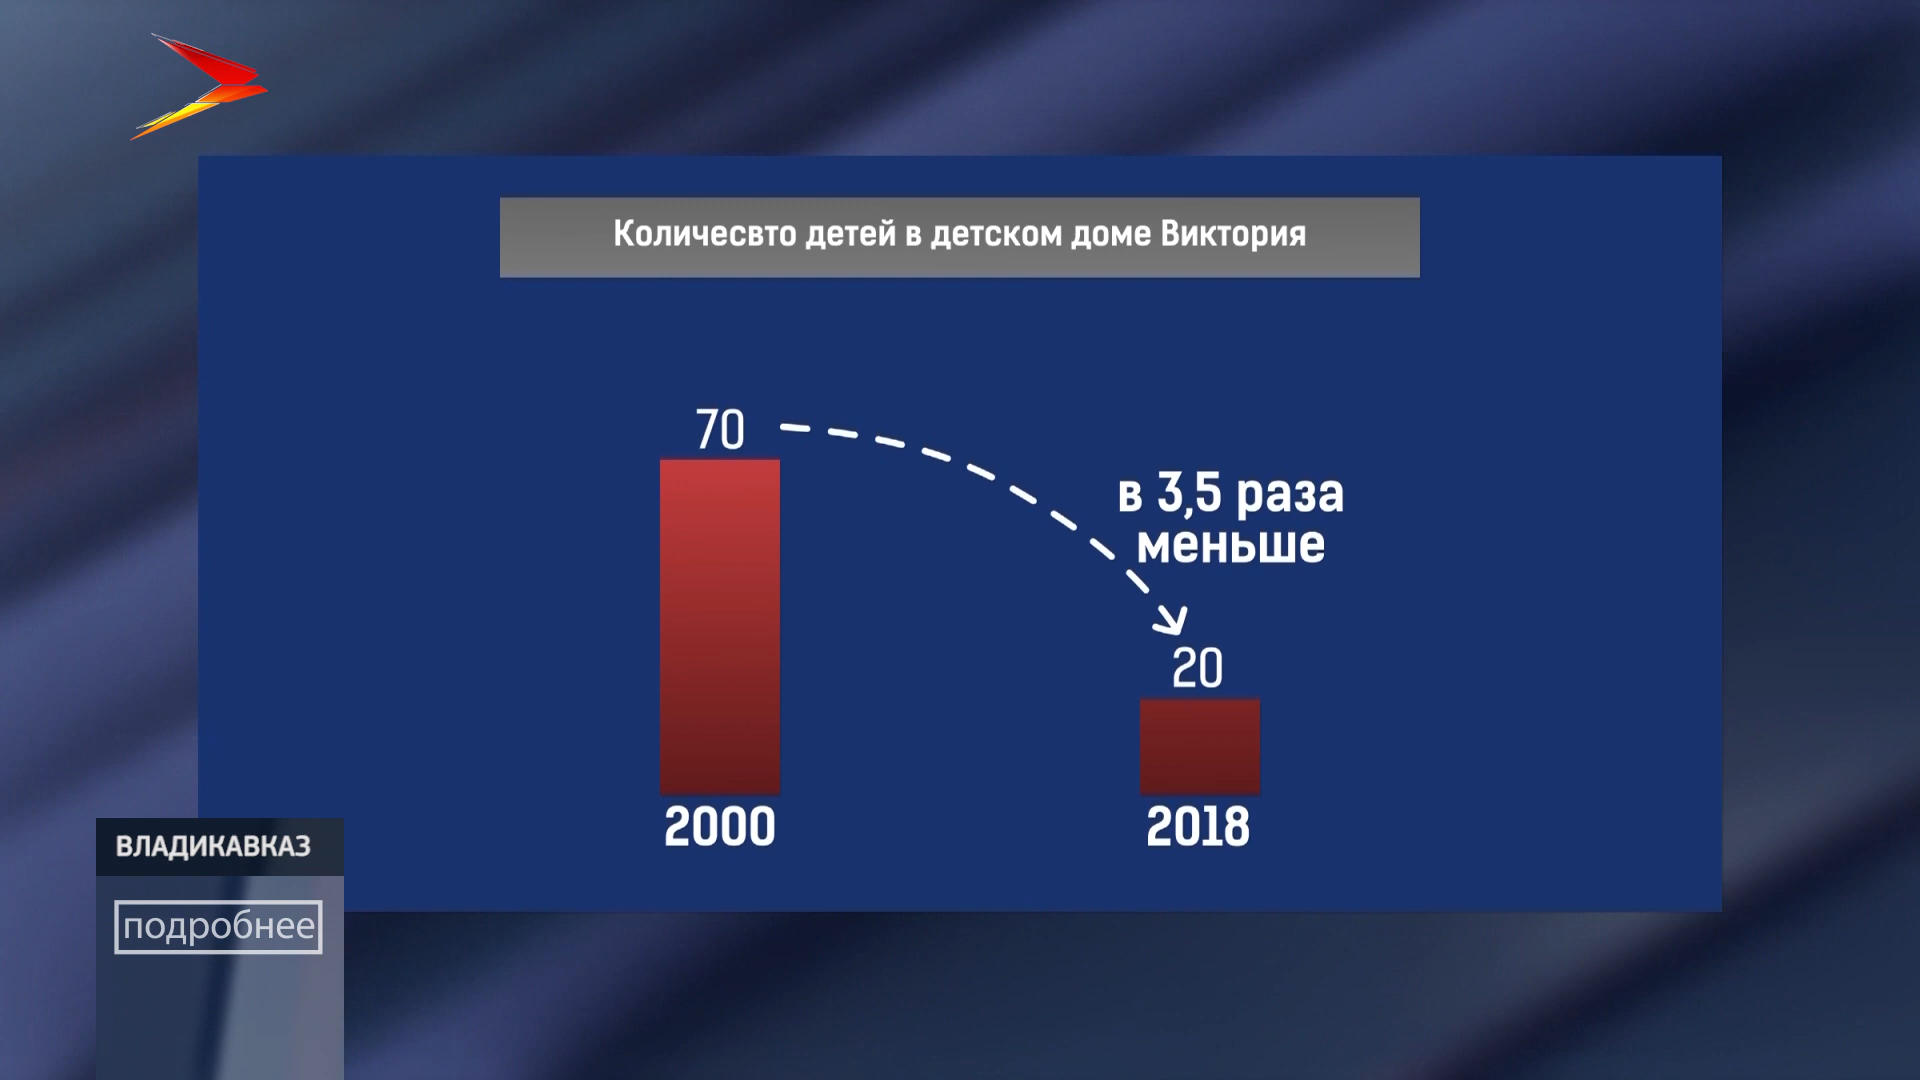 Количесвто детей в детском доме Виктория
70
в 3,5 раза
меньше
20
2000
2018
ВЛАДИКАВКАЗ
подробнее